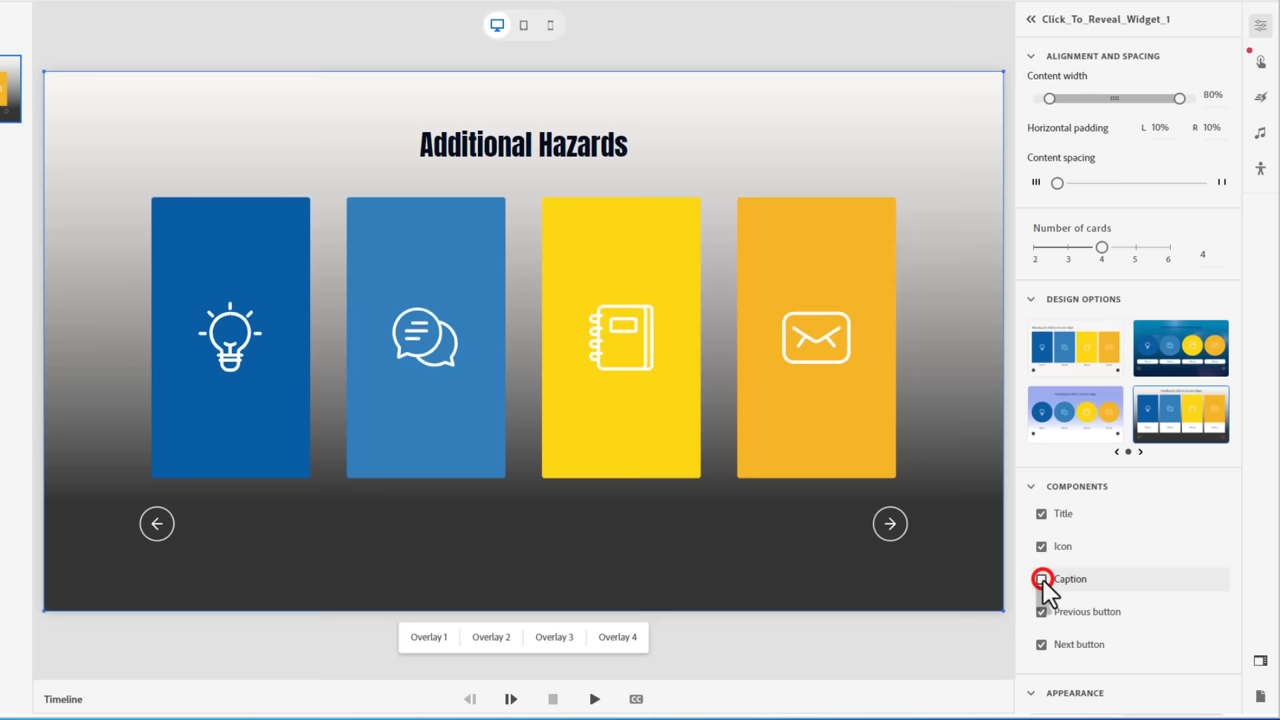 Click_To_Reveal_Widget_1
ALIGNMENT AND SPACING
Content width
80%
Horizontal padding L 10% R 10%
Content spacing
Number of cards
2 3 4 5 6
4
DESIGN OPTIONS
COMPONENTS
Title
Icon
Caption
Previous button
Next button
APPEARANCE
Additional Hazards
Overlay 1 Overlay 2 Overlay 3 Overlay 4
Timeline
CC